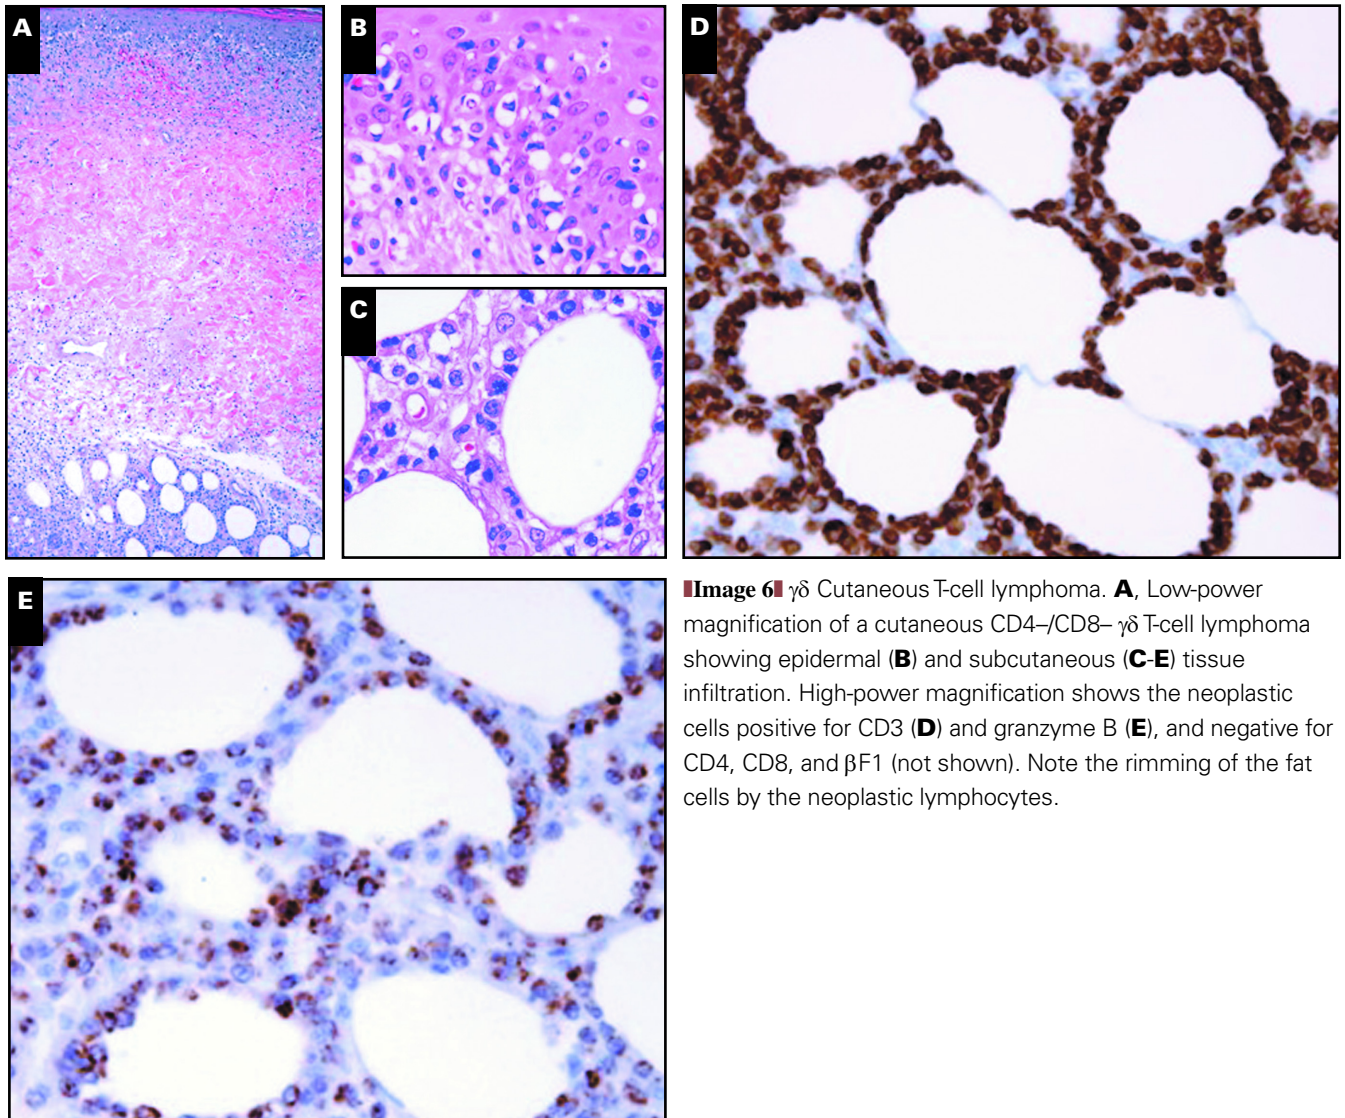 A
B
D
C
E
Image 6 γδ Cutaneous T-cell lymphoma. A, Low-power
magnification of a cutaneous CD4–/CD8– γδ T-cell lymphoma
showing epidermal (B) and subcutaneous (C-E) tissue
infiltration. High-power magnification shows the neoplastic
cells positive for CD3 (D) and granzyme B (E), and negative for
CD4, CD8, and βF1 (not shown). Note the rimming of the fat
cells by the neoplastic lymphocytes.